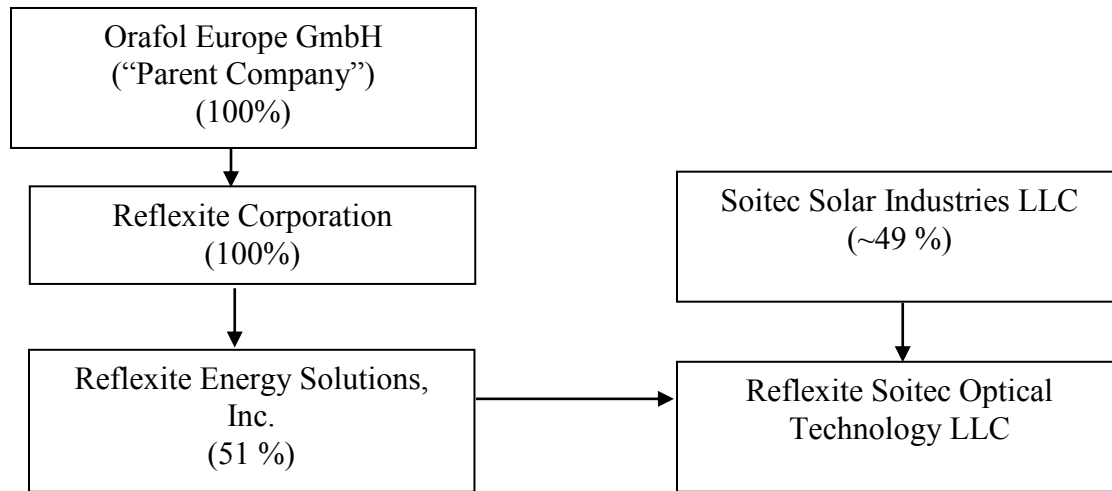 Orafol Europe GmbH
(“Parent Company”)
(100%)
Reflexite Corporation
(100%)
Soitec Solar Industries LLC
(~49 %)
Reflexite Energy Solutions,
Inc.
(51 %)
Reflexite Soitec Optical
Technology LLC